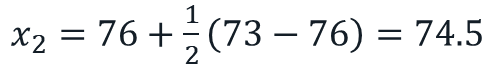 x₂ = 76 + ½ (73 − 76) = 74.5